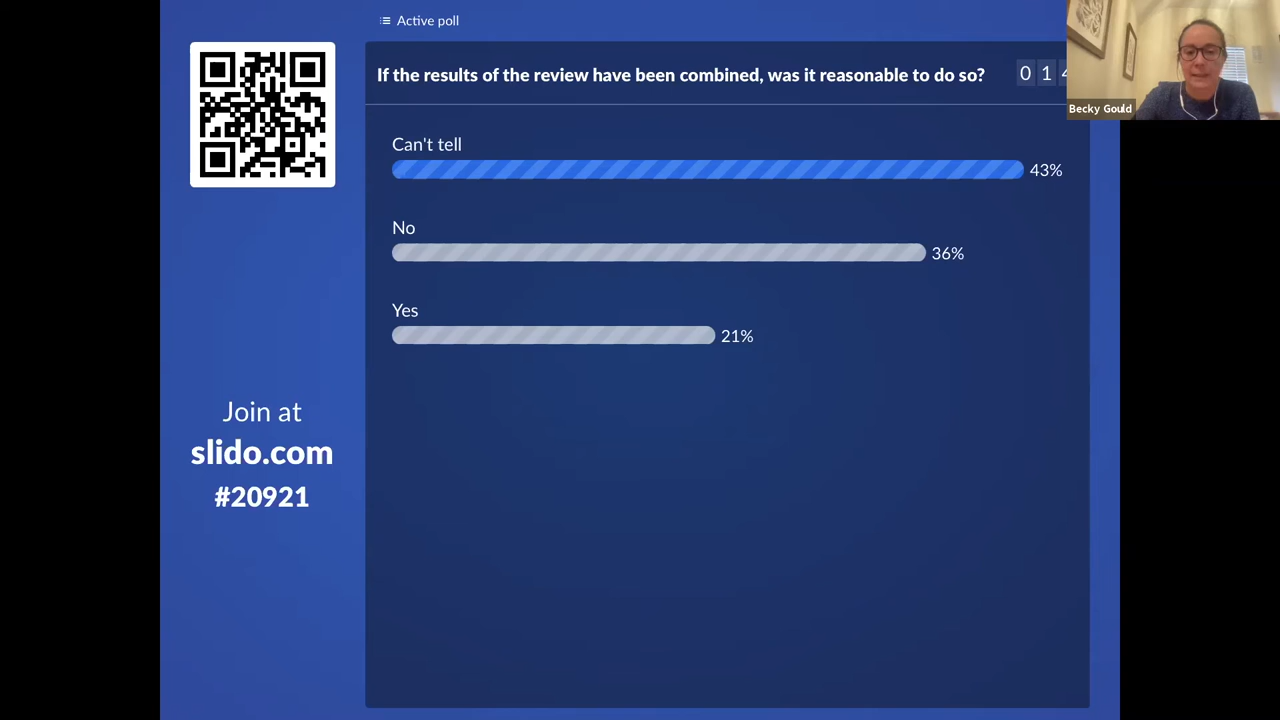 Active poll
If the results of the review have been combined, was it reasonable to do so?
0 1
Becky Gould
Can't tell
43%
No
36%
Yes
21%
Join at
slido.com
#20921